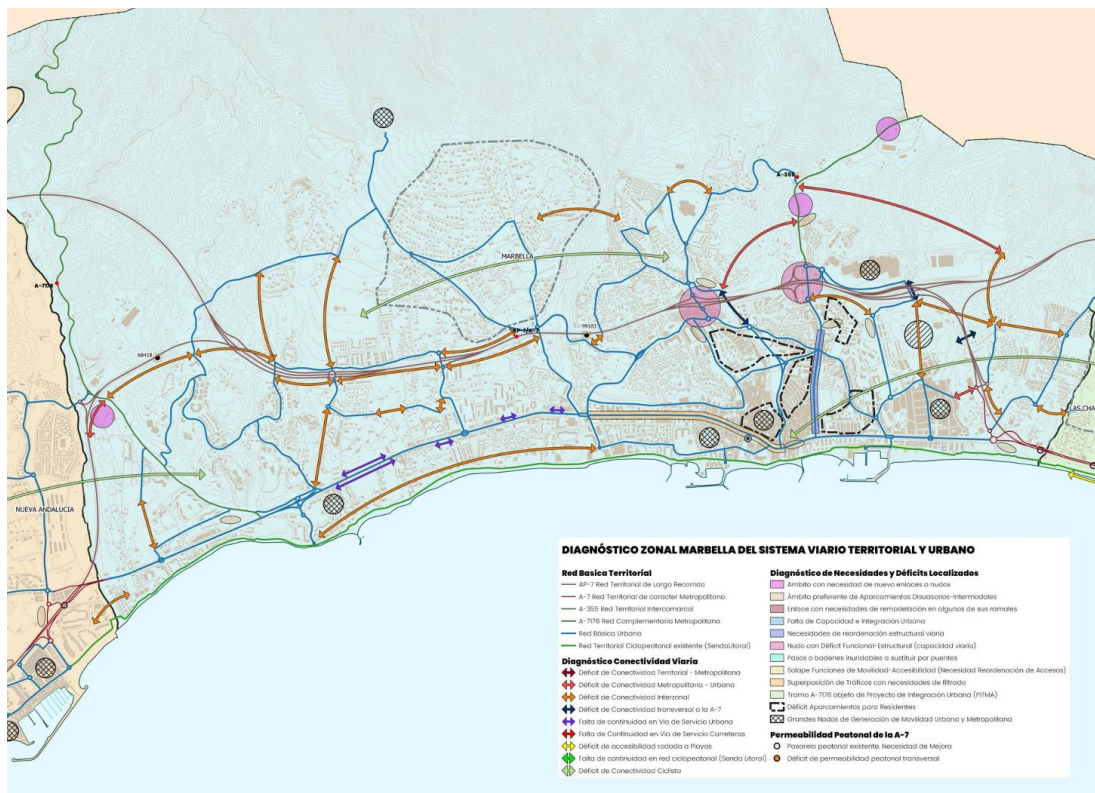 A-355
MARBELLA
A-7176
AP-7/A-7
99103
68418
LAS CHA
NUEVA ANDALUCIA
DIAGNÓSTICO ZONAL MARBELLA DEL SISTEMA VIARIO TERRITORIAL Y URBANO
Red Basica Territorial
AP-7 Red Territorial de Largo Recorrido
A-7 Red Territorial de caracter Metropolitano
A-355 Red Territorial Intercomarcal
A-7176 Red Complementaria Metropolitana
Red Básica Urbana
Red Territorial Ciclopeatonal existente (SendaLitoral)
Diagnóstico Conectividad Viaria
Déficit de Conectividad Territorial - Metropolitana
Déficit de Conectividad Metropolitana - Urbana
Déficit de Conectividad Interzonal
Déficit de Conectividad transversal a la A-7
Falta de continuidad en Vía de Servicio Urbana
Falta de Continuidad en Vía de Servicio Carreteras
Déficit de accesibilidad rodada a Playas
Falta de continuidad en red ciclopeatonal (Senda Litoral)
Déficit de Conectividad Ciclista
Diagnóstico de Necesidades y Déficits Localizados
Ambito con necesidad de nuevo enlaces o nudos
Ámbito preferente de Aparcamientos Disuasorios-Intermodales
Enlace con necesidades de remodelación en algunos de sus ramales
Falta de Capacidad e Integración Urbana
Necesidades de reordenación estructural viaria
Nudo con Déficit Funcional-Estructural (capacidad viaria)
Pasos o badenes inundables a sustituir por puentes
Solape Funciones de Movilidad-Accesibilidad (Necesidad Reordenación de Accesos)
Superposición de Tráficos con necesidades de filtrado
Tramo A-7176 objeto de Proyecto de Integración Urbana (PITMA)
Déficit Aparcamientos para Residentes
Grandes Nodos de Generación de Movilidad Urbana y Metropolitana
Permeabilidad Peatonal de la A-7
Pasarela peatonal existente. Necesidad de Mejora
Déficit de permeabilidad peatonal transversal